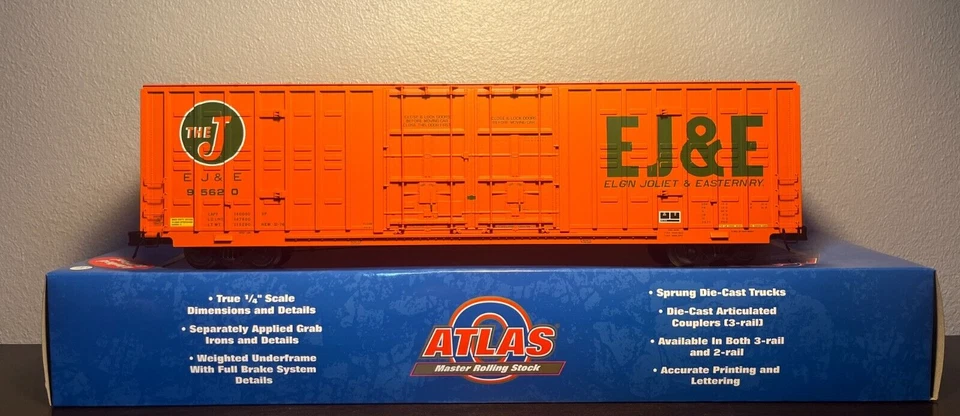 THE J
E J & E
95620
EJ&E
ELGIN JOLIET & EASTERN RY.
• True 1/4" Scale
Dimensions and Details
• Separately Applied Grab
Irons and Details
• Weighted Underframe
With Full Brake System
Details
ATLAS
Master Rolling Stock
• Sprung Die-Cast Trucks
• Die-Cast Articulated
Couplers (3-rail)
• Available In Both 3-rail
and 2-rail
• Accurate Printing and
Lettering